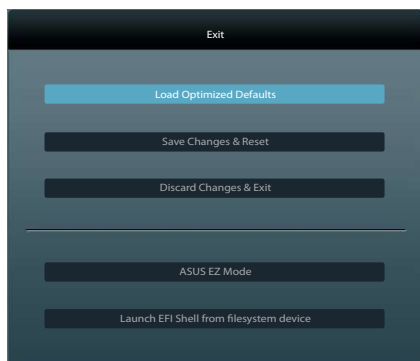 Exit
Load Optimized Defaults
Save Changes & Reset
Discard Changes & Exit
ASUS EZ Mode
Launch EFI Shell from filesystem device